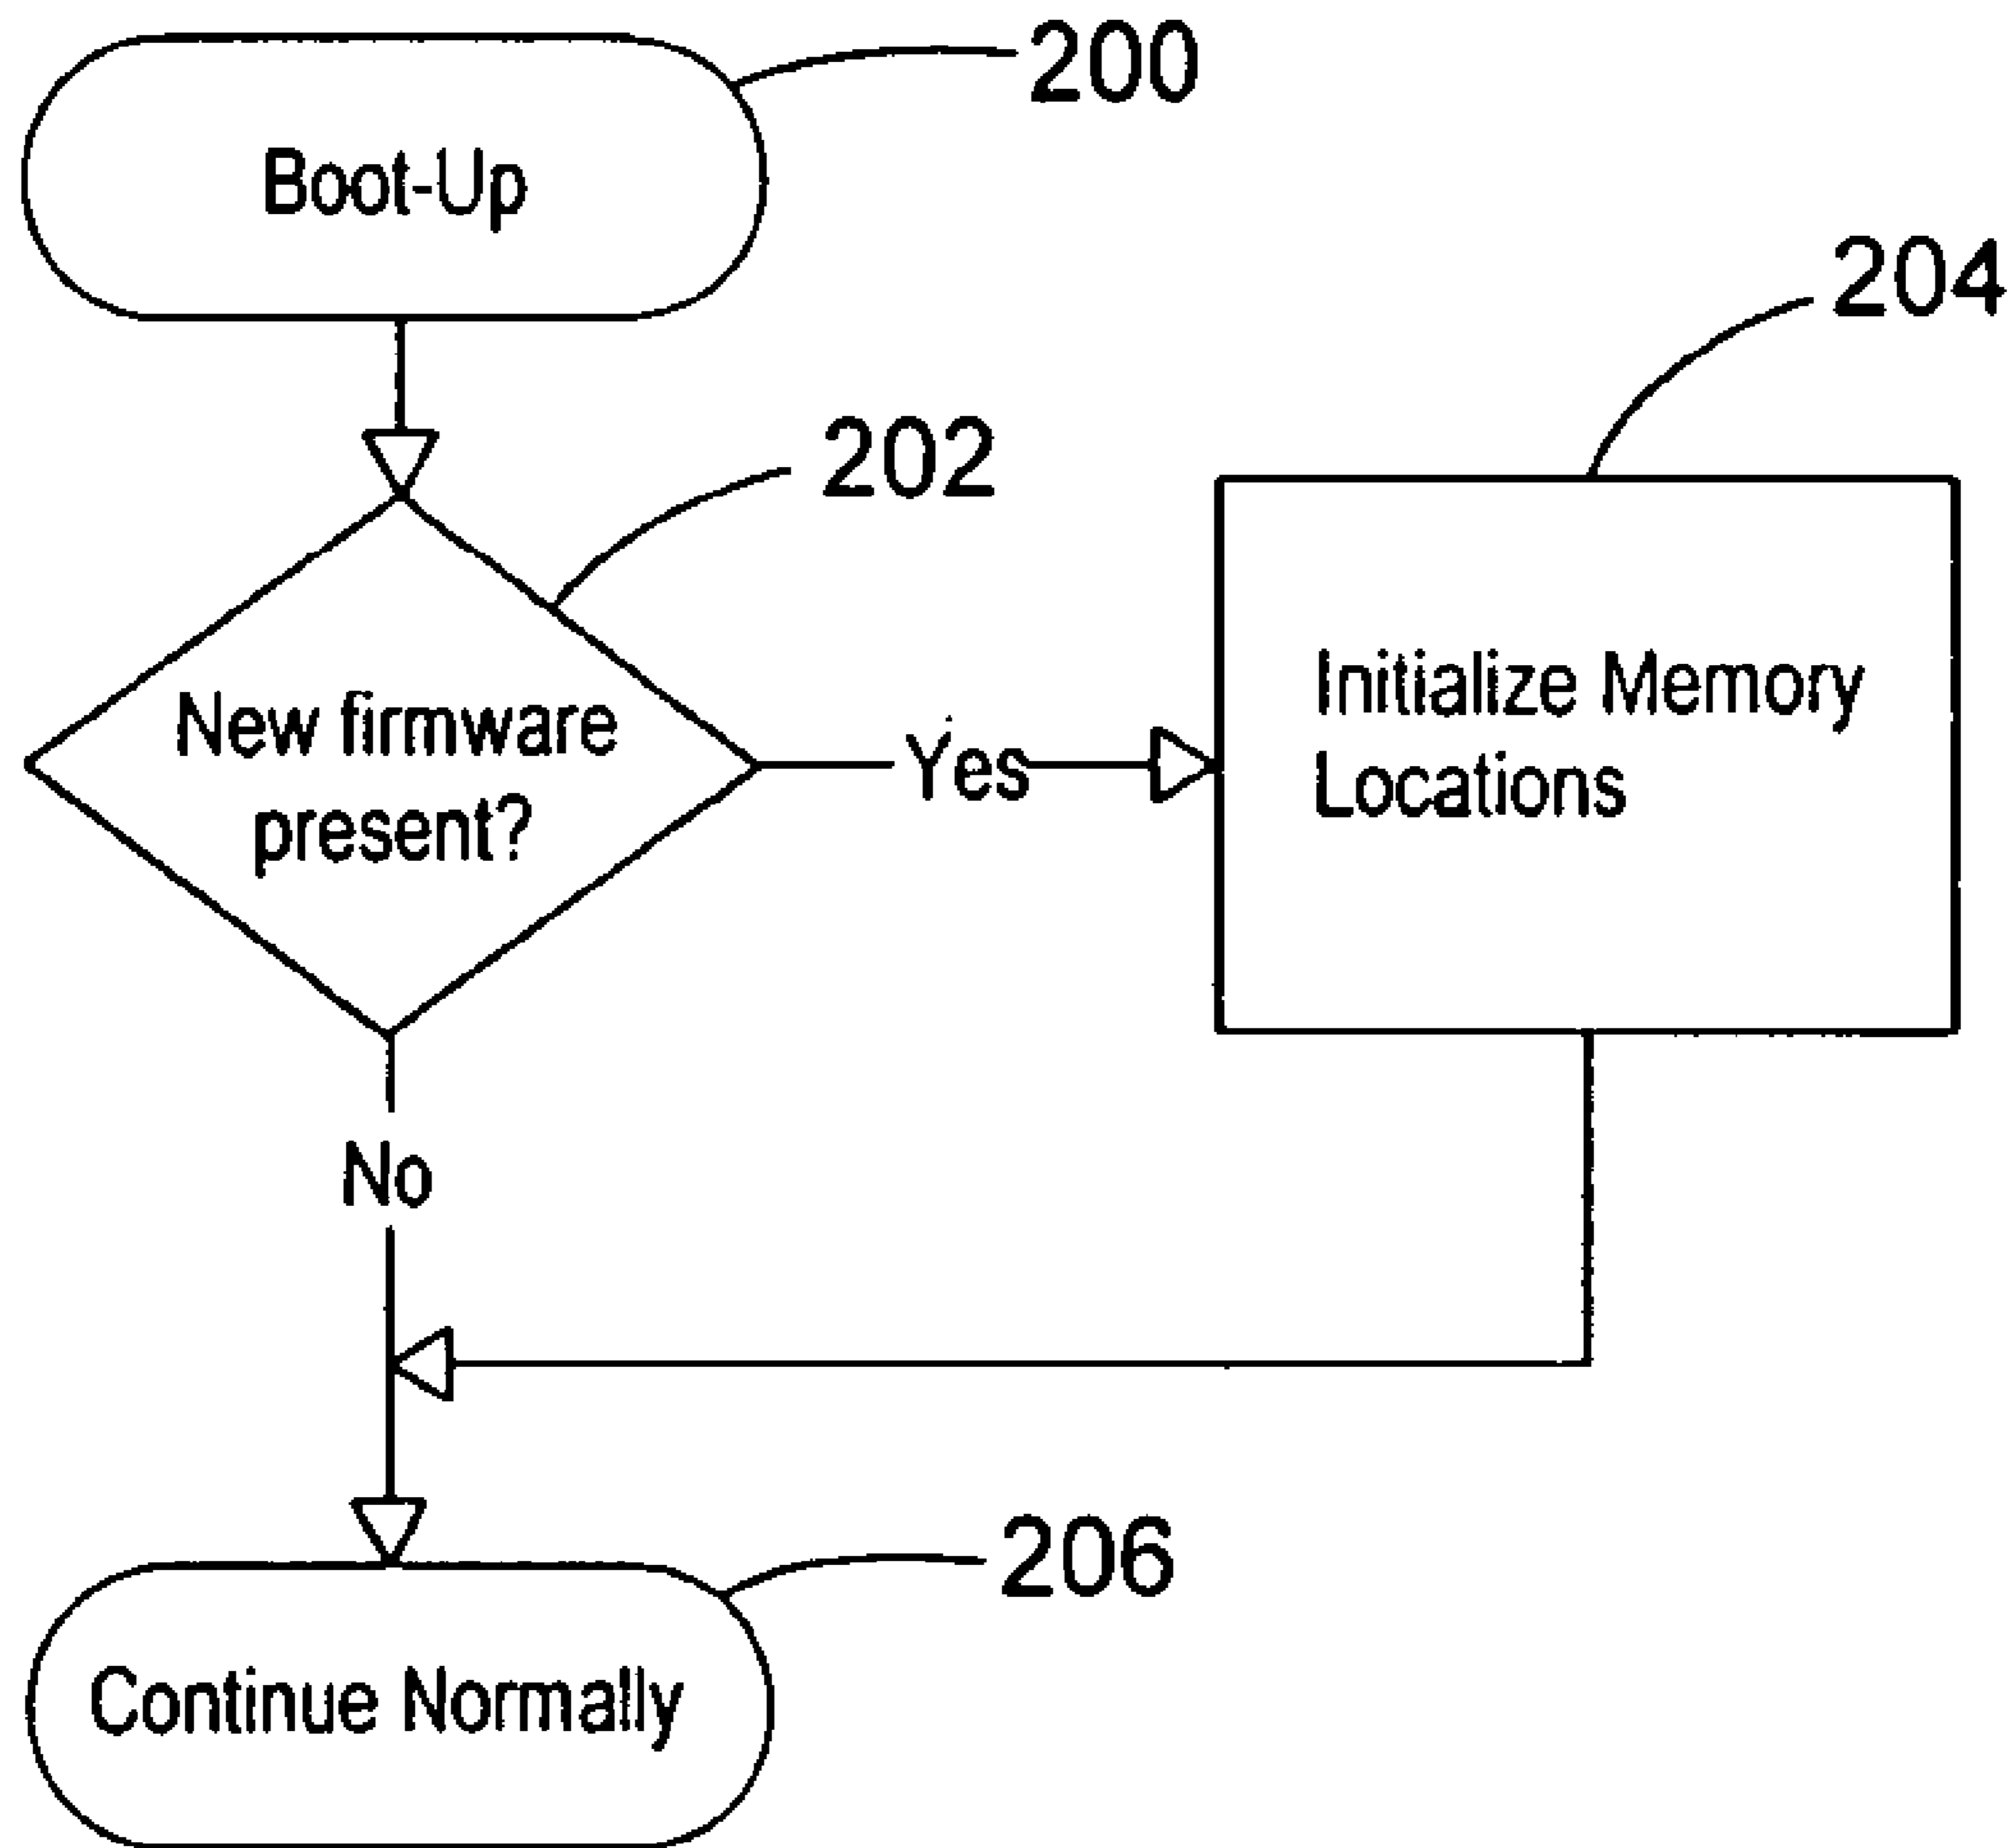 200
Boot-Up
204
202
New firmware
present?
Yes
Initialize Memory
Locations
No
206
Continue Normally